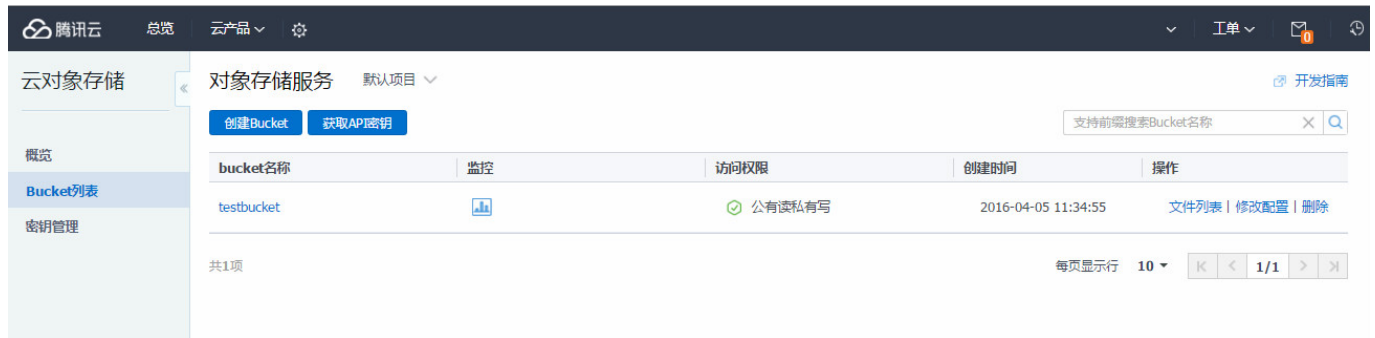 腾讯云 总览 云产品 工单 0
云对象存储 对象存储服务 默认项目 开发指南
创建Bucket 获取API密钥 支持前缀搜索Bucket名称
概览
bucket名称 监控 访问权限 创建时间 操作
Bucket列表
testbucket 公有读私有写 2016-04-05 11:34:55 文件列表 | 修改配置 | 删除
密钥管理
共1项 每页显示行 10 1/1